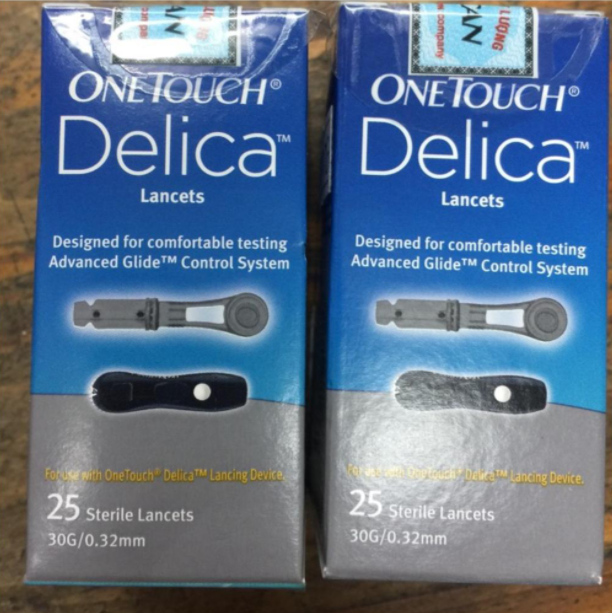 ONETOUCH®
Delica™
Lancets
Designed for comfortable testing
Advanced Glide™ Control System
For use with OneTouch® Delica™ Lancing Device.
25 Sterile Lancets
30G/0.32mm
LƯỢNG
company
ONETOUCH®
Delica™
Lancets
Designed for comfortable testing
Advanced Glide™ Control System
For use with OneTouch® Delica™ Lancing Device.
25 Sterile Lancets
30G/0.32mm